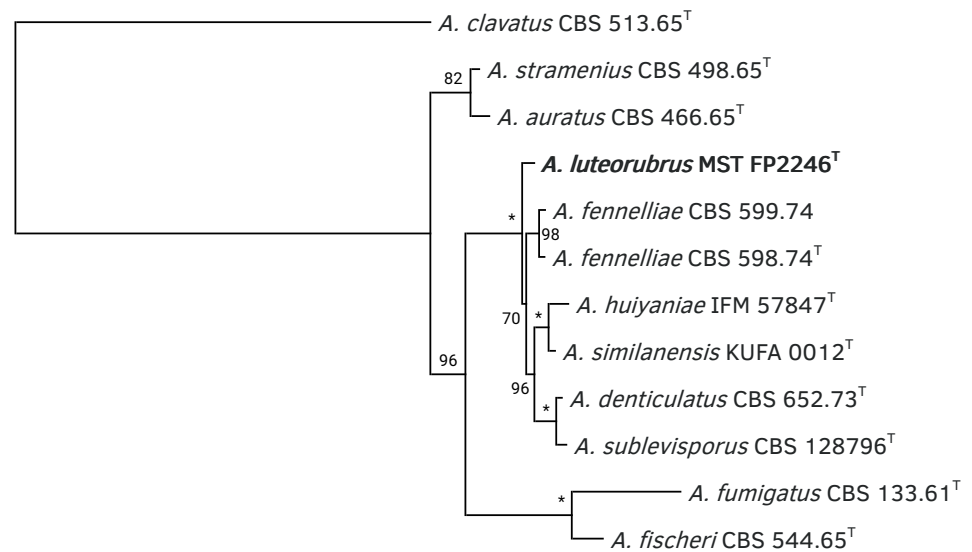 A. clavatus CBS 513.65ᵀ
82
A. stramenius CBS 498.65ᵀ
A. auratus CBS 466.65ᵀ
A. luteorubrus MST FP2246ᵀ
*
A. fennelliae CBS 599.74
98
A. fennelliae CBS 598.74ᵀ
A. huiyaniae IFM 57847ᵀ
70
*
A. similanensis KUFA 0012ᵀ
96
96
A. denticulatus CBS 652.73ᵀ
*
A. sublevisporus CBS 128796ᵀ
A. fumigatus CBS 133.61ᵀ
*
A. fischeri CBS 544.65ᵀ